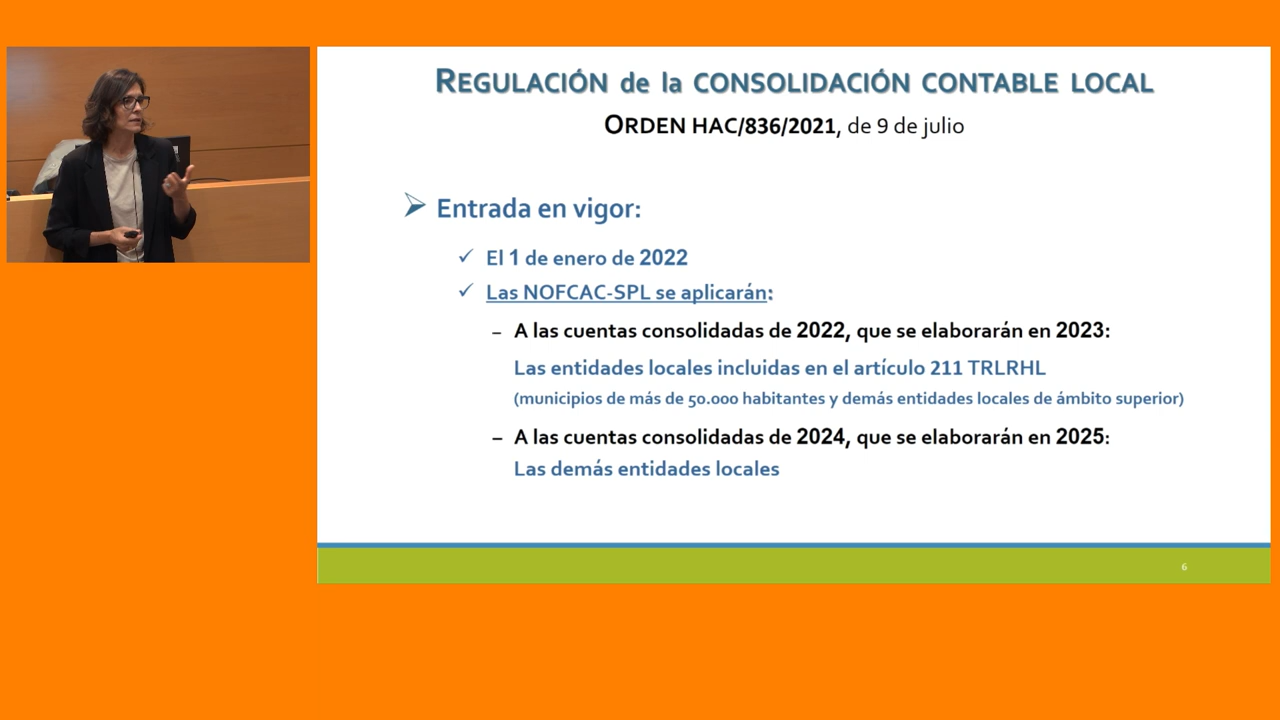 REGULACIÓN de la CONSOLIDACIÓN CONTABLE LOCAL
ORDEN HAC/836/2021, de 9 de julio
➢ Entrada en vigor:
✓ El 1 de enero de 2022
✓ Las NOFCAC-SPL se aplicarán:
– A las cuentas consolidadas de 2022, que se elaborarán en 2023:
Las entidades locales incluidas en el artículo 211 TRLRHL
(municipios de más de 50.000 habitantes y demás entidades locales de ámbito superior)
– A las cuentas consolidadas de 2024, que se elaborarán en 2025:
Las demás entidades locales
6